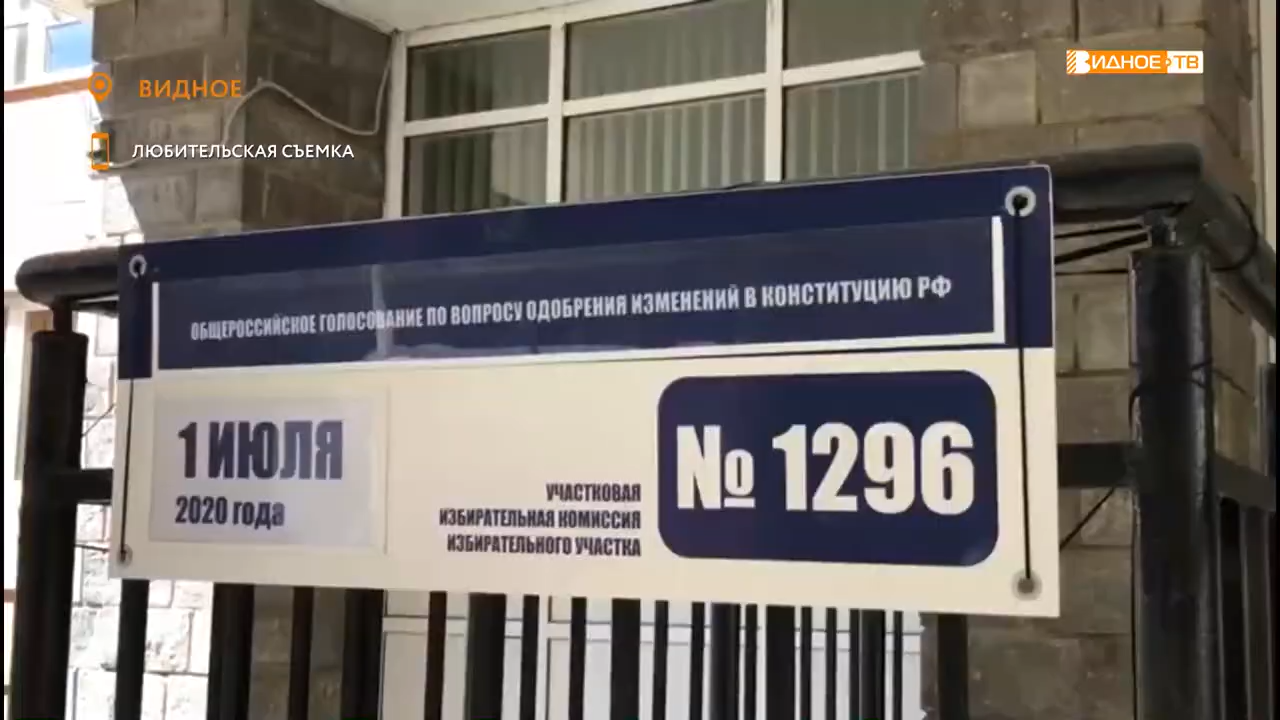 ВИДНОЕ
ВИДНОЕ ТВ
ЛЮБИТЕЛЬСКАЯ СЪЕМКА
ОБЩЕРОССИЙСКОЕ ГОЛОСОВАНИЕ ПО ВОПРОСУ ОДОБРЕНИЯ ИЗМЕНЕНИЙ В КОНСТИТУЦИЮ РФ
1 ИЮЛЯ
2020 года
УЧАСТКОВАЯ
ИЗБИРАТЕЛЬНАЯ КОМИССИЯ
ИЗБИРАТЕЛЬНОГО УЧАСТКА
№ 1296